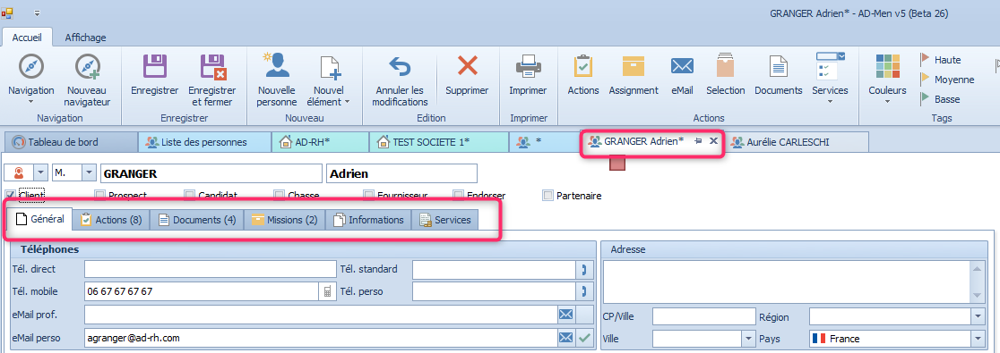 GRANGER Adrien* - AD-Men v5 (Beta 26)
Accueil Affichage
Navigation Nouveau navigateur Enregistrer Enregistrer et fermer Nouvelle personne Nouvel élément Annuler les modifications Supprimer Imprimer Actions Assignment eMail Selection Documents Services Couleurs Haute Moyenne Basse
Navigation Enregistrer Nouveau Edition Imprimer Actions Tags
Tableau de bord Liste des personnes AD-RH* TEST SOCIETE 1* * GRANGER Adrien* Aurélie CARLESCHI
M. GRANGER Adrien
Client Prospect Candidat Chasse Fournisseur Endorser Partenaire
Général Actions (8) Documents (4) Missions (2) Informations Services
Téléphones Adresse
Tél. direct Tél. standard
Tél. mobile 06 67 67 67 67 Tél. perso
eMail prof. CP/Ville Région
eMail perso agranger@ad-rh.com Ville Pays France